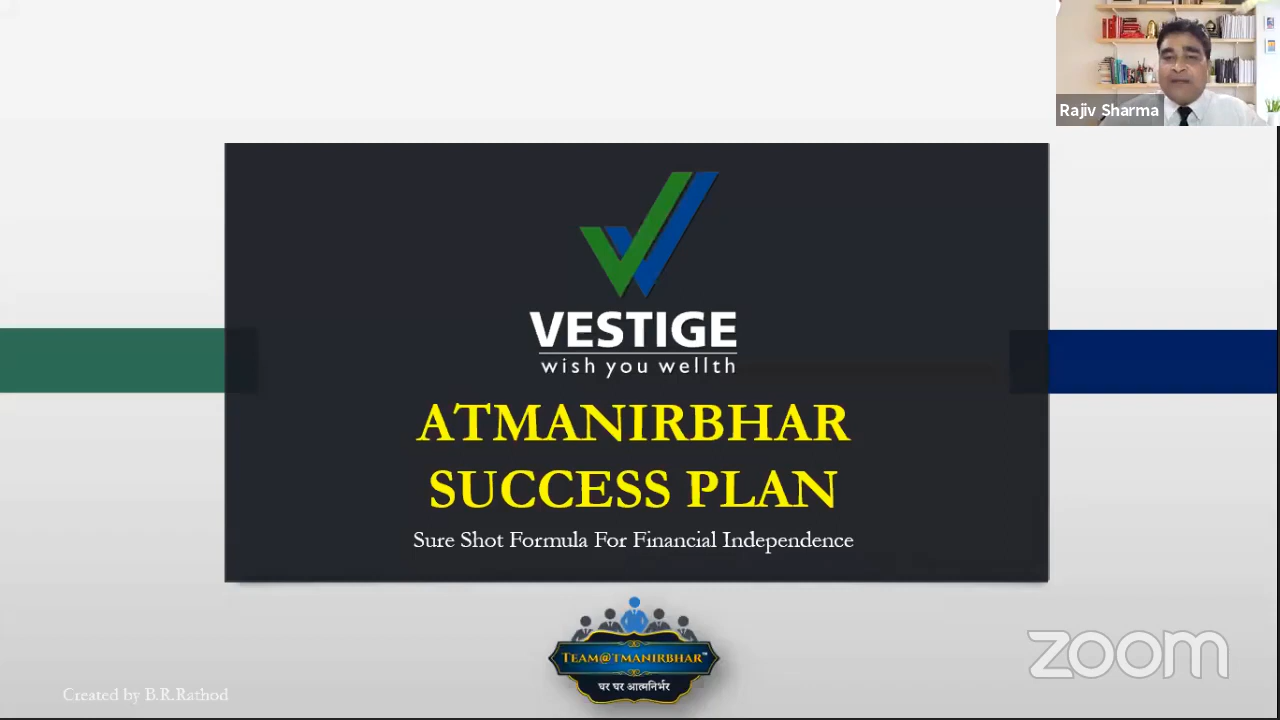 Rajiv Sharma
VESTIGE
wish you wellth
ATMANIRBHAR
SUCCESS PLAN
Sure Shot Formula For Financial Independence
TEAM@TMANIRBHAR™
घर घर आत्मनिर्भर
Created by B.R.Rathod
zoom